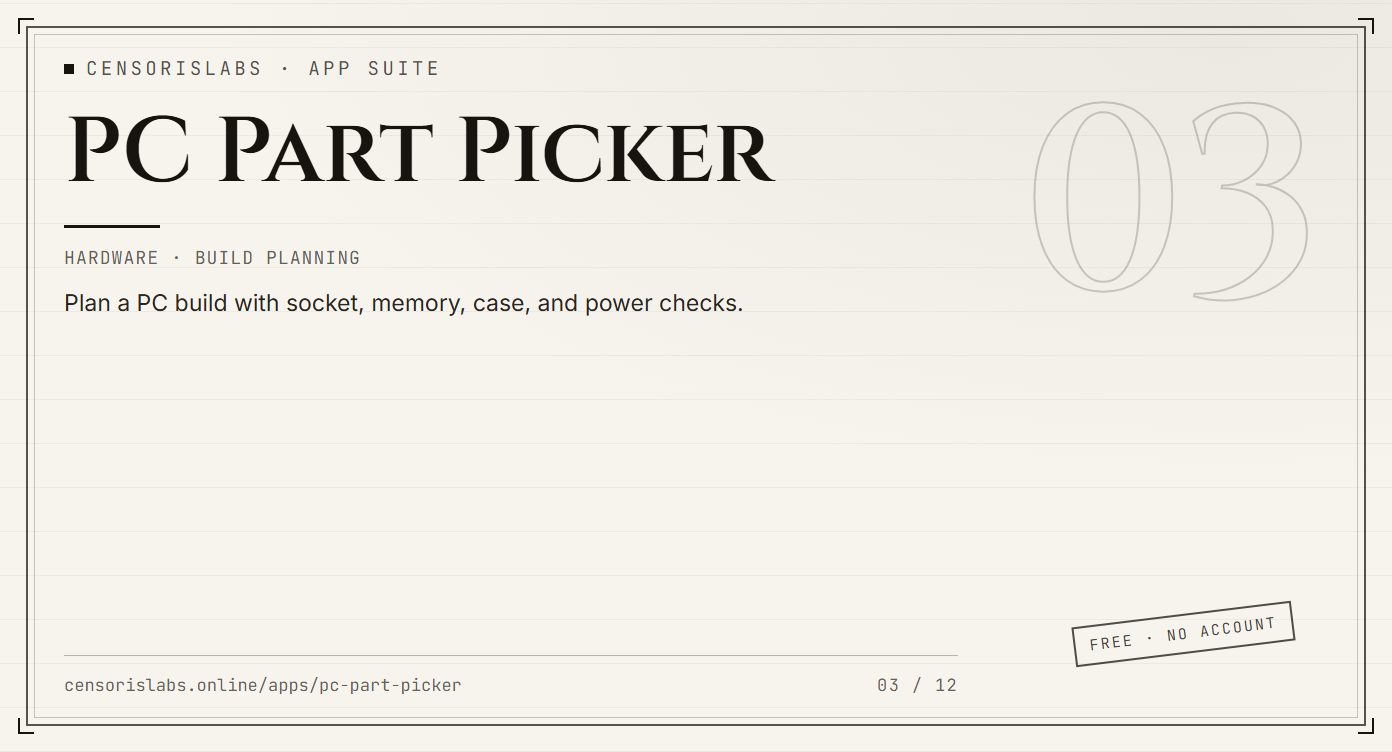 CENSORISLABS · APP SUITE
PC Part Picker
03
HARDWARE · BUILD PLANNING
Plan a PC build with socket, memory, case, and power checks.
FREE · NO ACCOUNT
censorislabs.online/apps/pc-part-picker
03 / 12